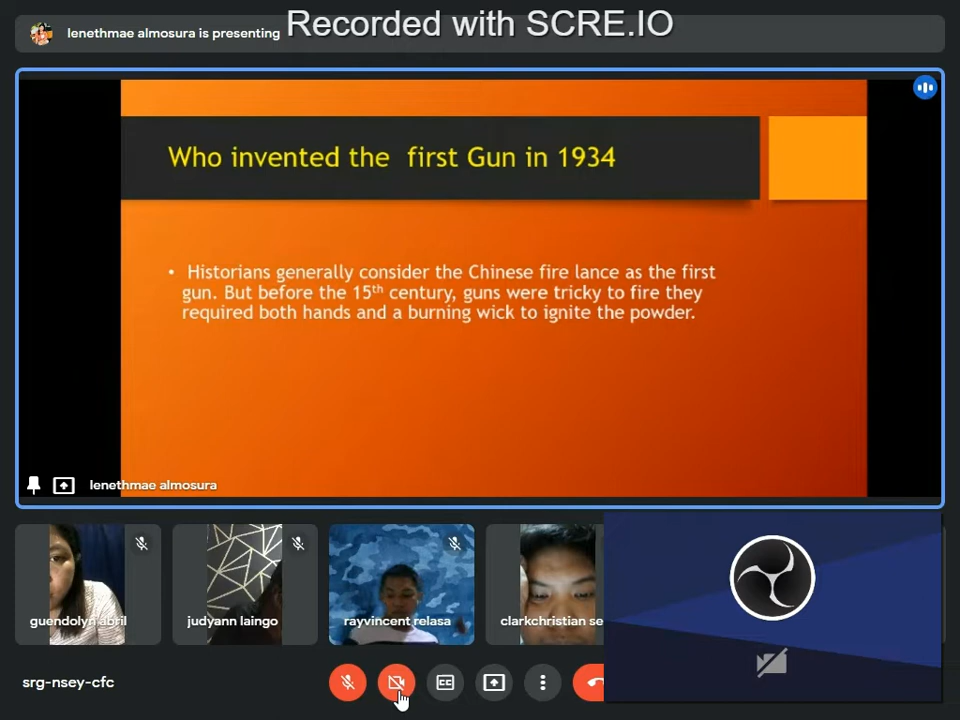 Recorded with SCRE.IO
lenethmae almosura is presenting
Who invented the first Gun in 1934
• Historians generally consider the Chinese fire lance as the first
gun. But before the 15th century, guns were tricky to fire they
required both hands and a burning wick to ignite the powder.
lenethmae almosura
guendolyn abril
judyann laingo
rayvincent relasa
clarkchristian se
srg-nsey-cfc
CC